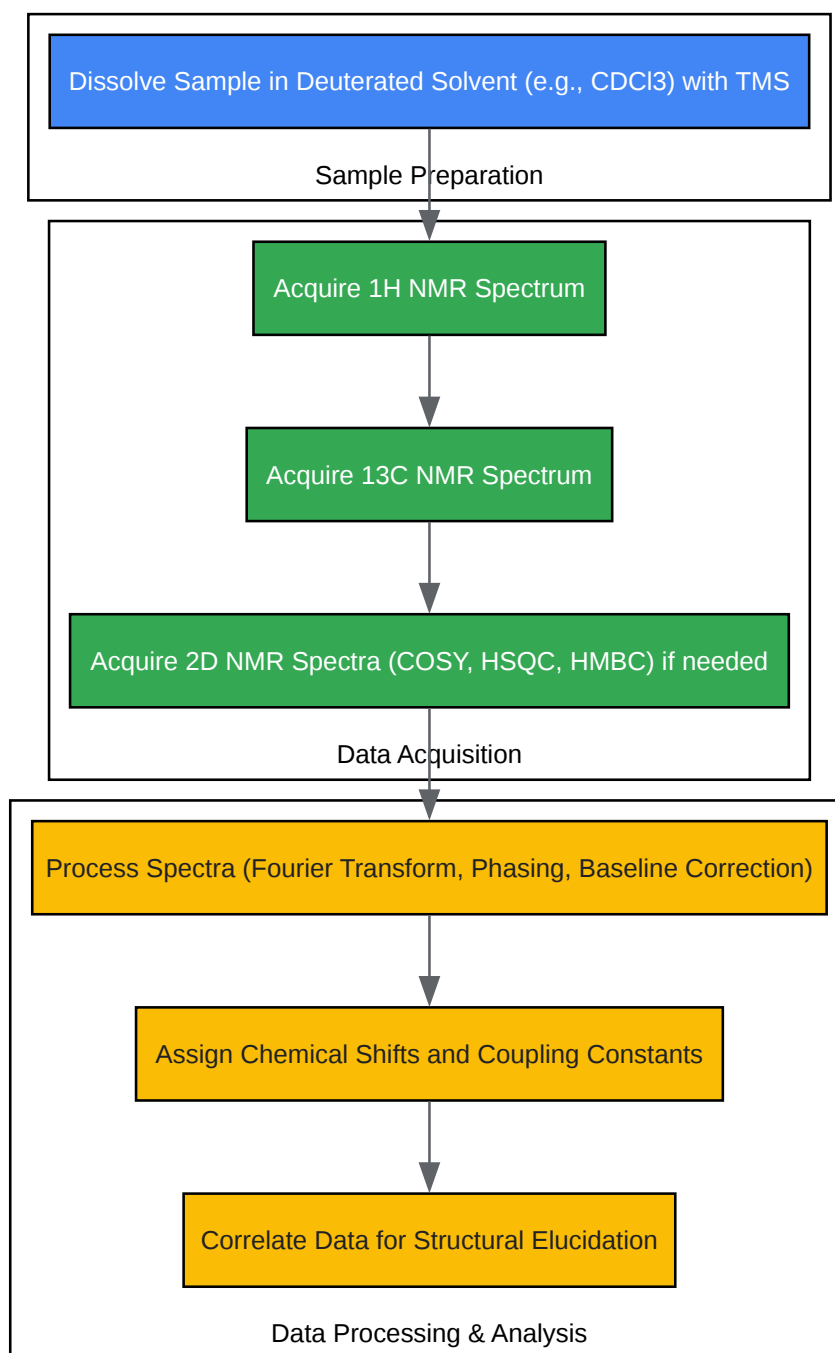 Dissolve Sample in Deuterated Solvent (e.g., CDCl3) with TMS
Sample Preparation
Acquire 1H NMR Spectrum
Acquire 13C NMR Spectrum
Acquire 2D NMR Spectra (COSY, HSQC, HMBC) if needed
Data Acquisition
Process Spectra (Fourier Transform, Phasing, Baseline Correction)
Assign Chemical Shifts and Coupling Constants
Correlate Data for Structural Elucidation
Data Processing & Analysis